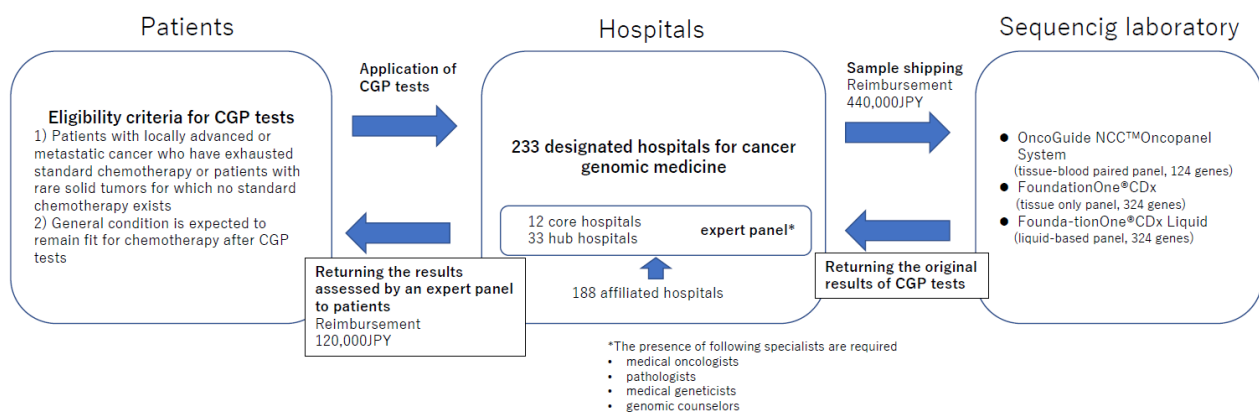 Patients
Hospitals
Sequencig laboratory
Eligibility criteria for CGP tests
1) Patients with locally advanced or
metastatic cancer who have exhausted
standard chemotherapy or patients with
rare solid tumors for which no standard
chemotherapy exists
2) General condition is expected to
remain fit for chemotherapy after CGP
tests
Application of
CGP tests
Returning the results
assessed by an expert panel
to patients
Reimbursement
120,000JPY
233 designated hospitals for cancer
genomic medicine
12 core hospitals
33 hub hospitals
expert panel*
188 affiliated hospitals
*The presence of following specialists are required
• medical oncologists
• pathologists
• medical geneticists
• genomic counselors
Sample shipping
Reimbursement
440,000JPY
Returning the original
results of CGP tests
● OncoGuide NCC™Oncopanel
System
(tissue-blood paired panel, 124 genes)
● FoundationOne®CDx
(tissue only panel, 324 genes)
● Founda-tionOne®CDx Liquid
(liquid-based panel, 324 genes)